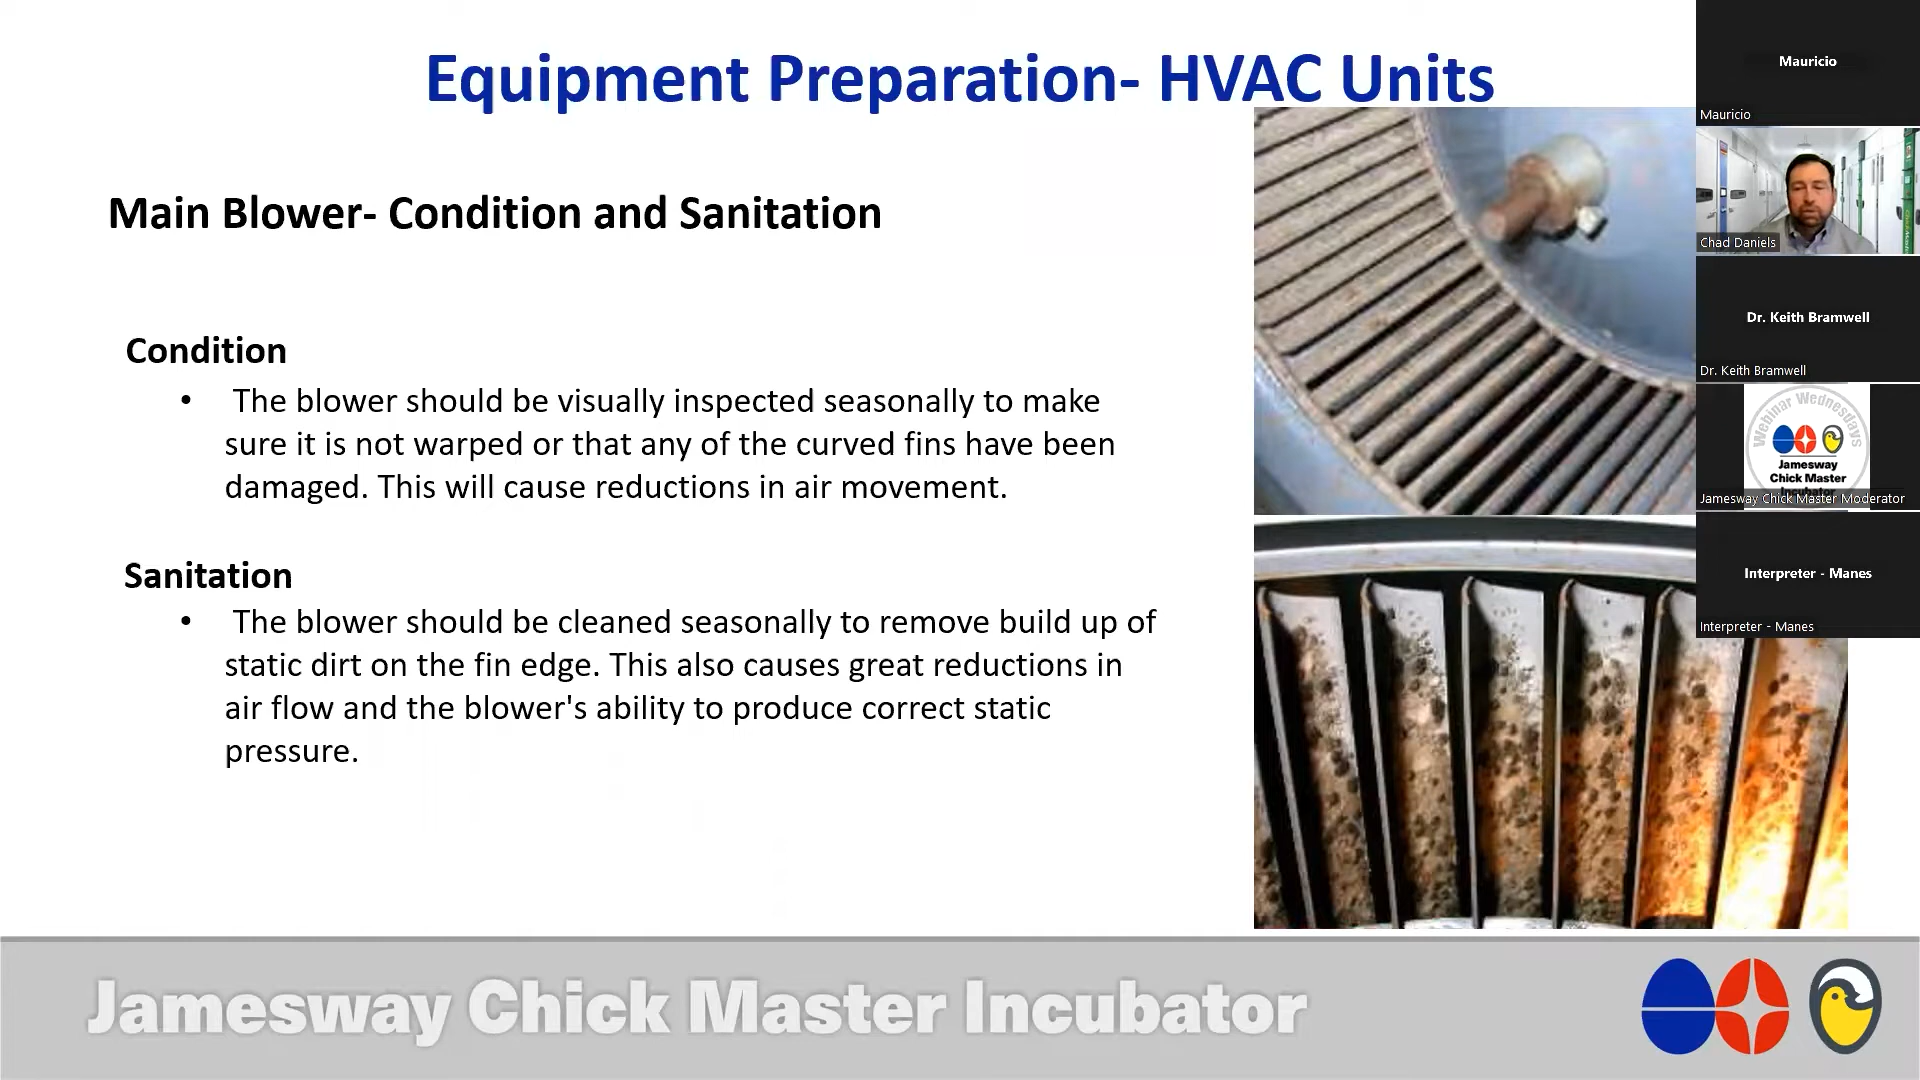 Equipment Preparation- HVAC Units
Main Blower- Condition and Sanitation
Condition
• The blower should be visually inspected seasonally to make
sure it is not warped or that any of the curved fins have been
damaged. This will cause reductions in air movement.
Sanitation
• The blower should be cleaned seasonally to remove build up of
static dirt on the fin edge. This also causes great reductions in
air flow and the blower's ability to produce correct static
pressure.
Mauricio
Mauricio
Chad Daniels
Dr. Keith Bramwell
Dr. Keith Bramwell
Webinar Wednesdays
Jamesway
Chick Master
Incubator
Jamesway Chick Master Moderator
Interpreter - Manes
Interpreter - Manes
Jamesway Chick Master Incubator